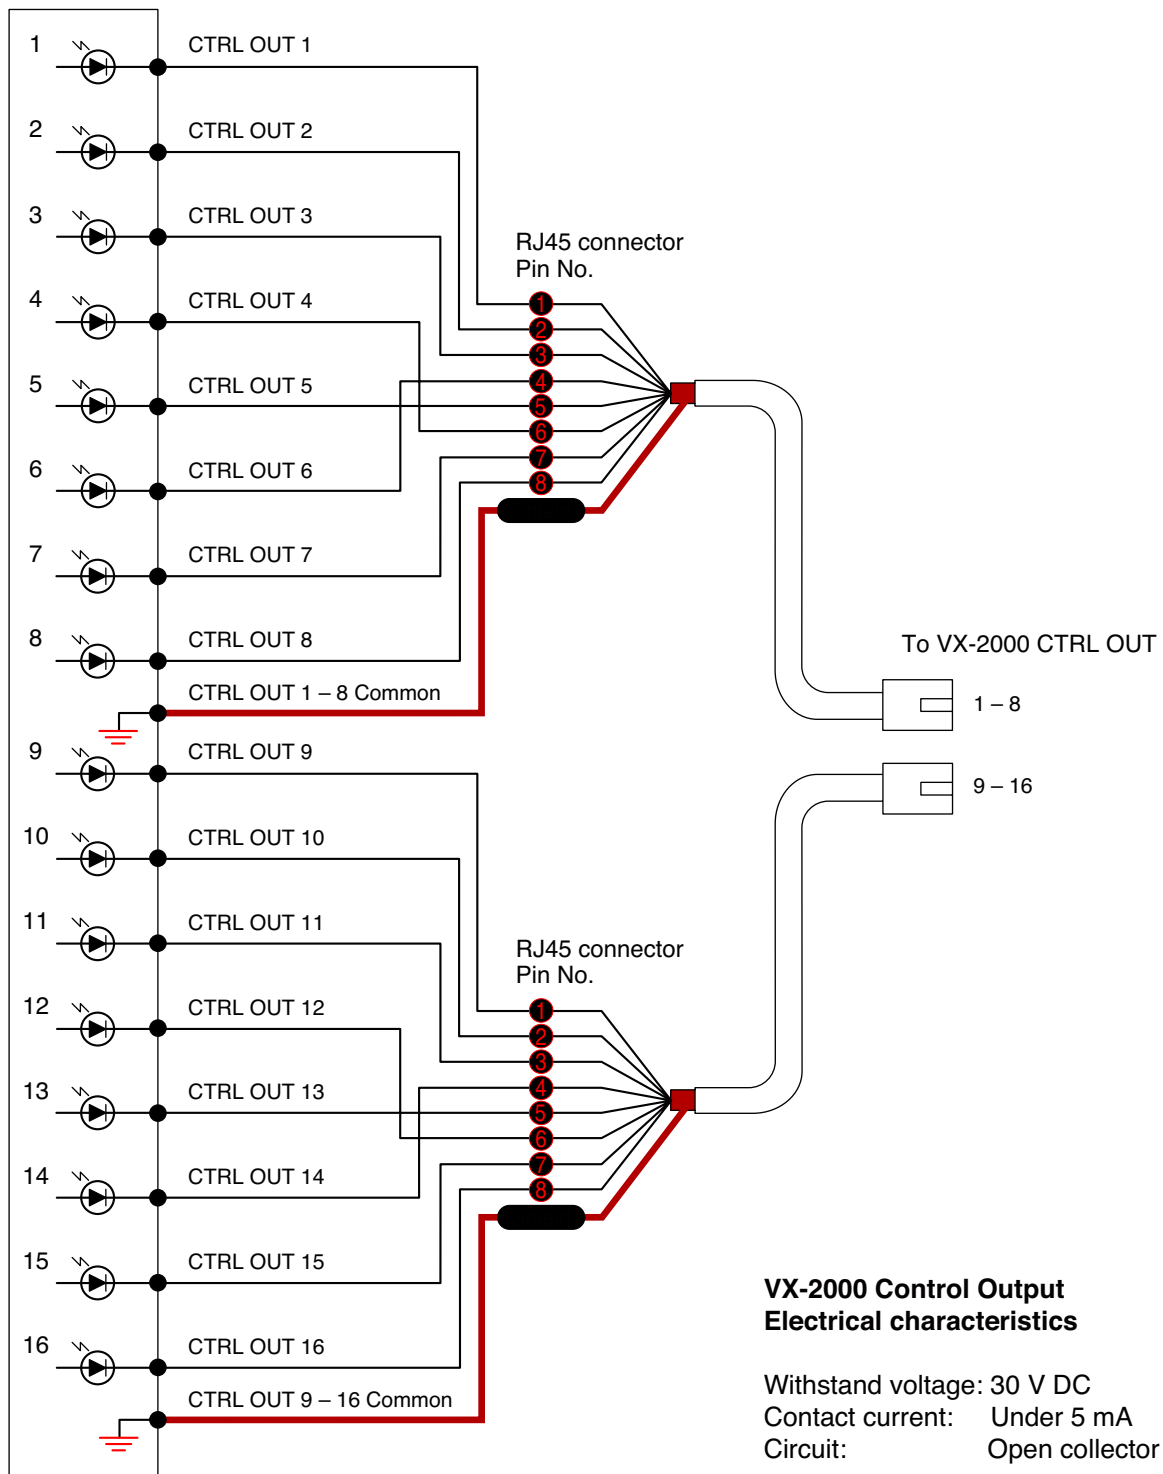 1
CTRL OUT 1
2
CTRL OUT 2
3
CTRL OUT 3
RJ45 connector
Pin No.
4
CTRL OUT 4
1
2
3
5
CTRL OUT 5
4
5
6
6
CTRL OUT 6
7
8
7
CTRL OUT 7
8
CTRL OUT 8
To VX-2000 CTRL OUT
CTRL OUT 1 – 8 Common
1 – 8
9
CTRL OUT 9
9 – 16
10
CTRL OUT 10
11
CTRL OUT 11
RJ45 connector
Pin No.
12
CTRL OUT 12
1
2
3
13
CTRL OUT 13
4
5
6
14
CTRL OUT 14
7
8
15
CTRL OUT 15
16
CTRL OUT 16
CTRL OUT 9 – 16 Common
VX-2000 Control Output
Electrical characteristics
Withstand voltage: 30 V DC
Contact current: Under 5 mA
Circuit: Open collector